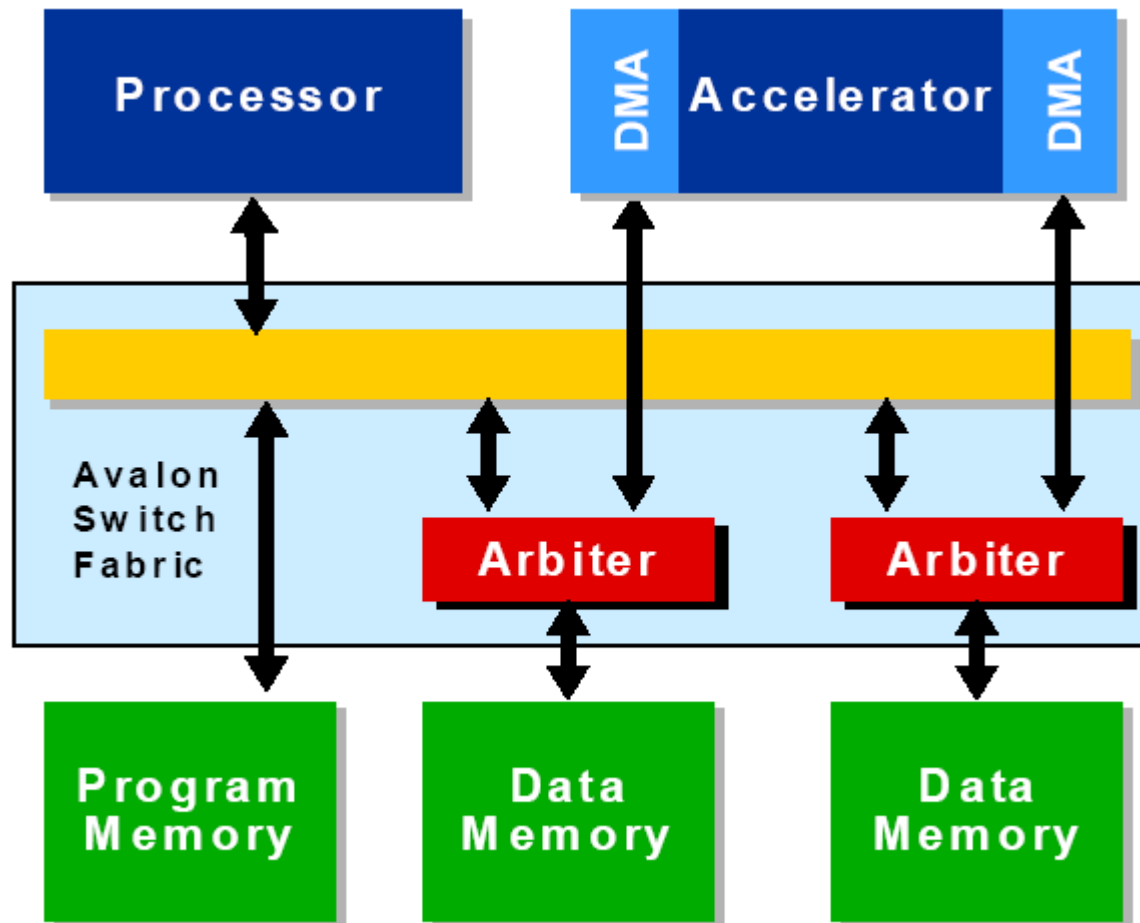 Processor
DMA
Accelerator
DMA
Avalon
Switch
Fabric
Arbiter
Arbiter
Program
Memory
Data
Memory
Data
Memory